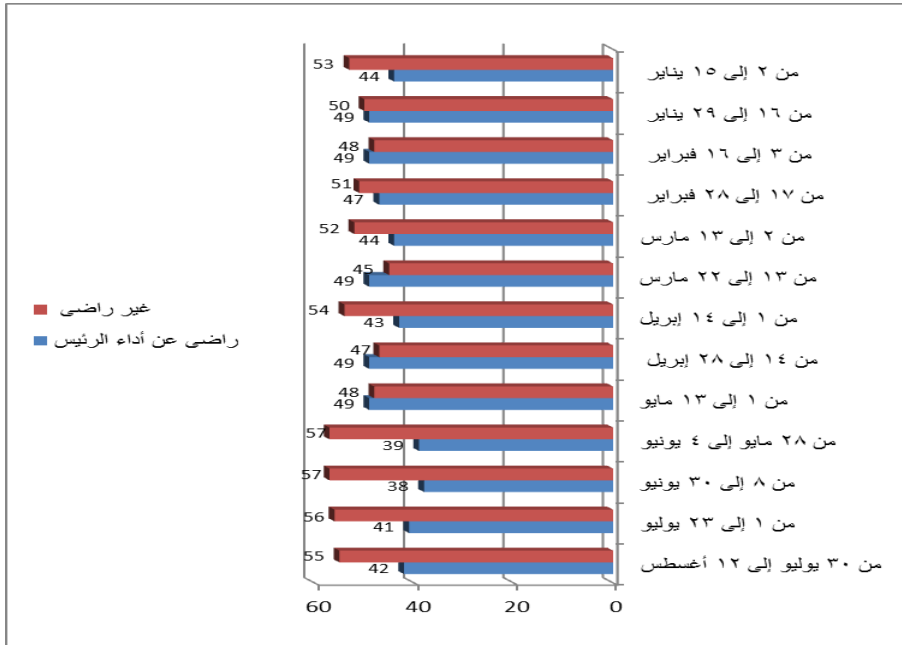 من ٢ إلى ١٥ يناير
53
44
من ١٦ إلى ٢٩ يناير
50
49
من ٣ إلى ١٦ فبراير
48
49
من ١٧ إلى ٢٨ فبراير
51
47
من ٢ إلى ١٣ مارس
52
44
من ١٣ إلى ٢٢ مارس
45
49
من ١ إلى ١٤ إبريل
54
43
من ١٤ إلى ٢٨ إبريل
47
49
من ١ إلى ١٣ مايو
48
49
من ٢٨ مايو إلى ٤ يونيو
57
39
من ٨ إلى ٣٠ يونيو
57
38
من ١ إلى ٢٣ يوليو
56
41
من ٣٠ يوليو إلى ١٢ أغسطس
55
42
0
20
40
60
غير راضى
راضى عن أداء الرئيس